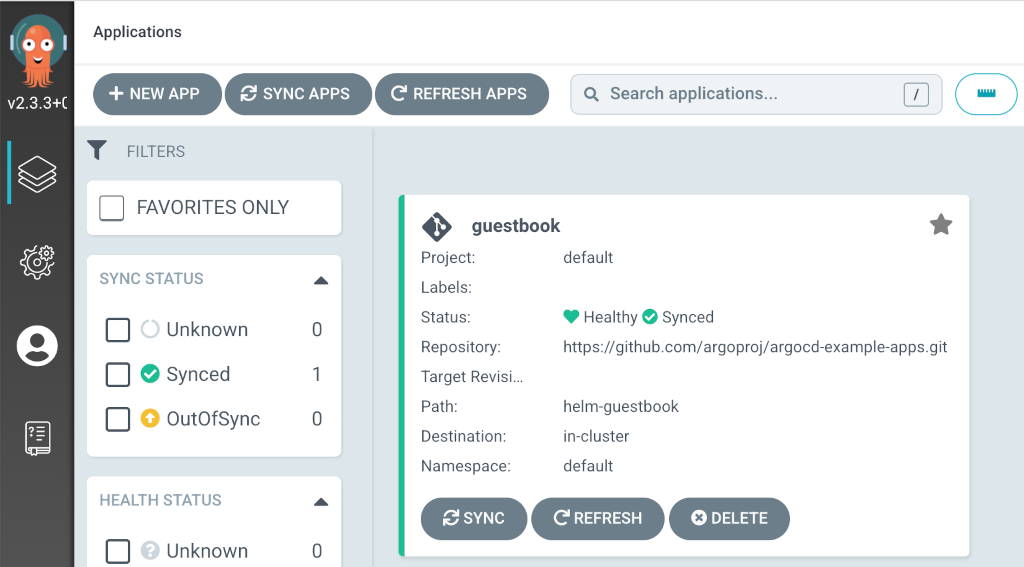 Applications
v2.3.3+
NEW APP
SYNC APPS
REFRESH APPS
Search applications...
/
FILTERS
FAVORITES ONLY
SYNC STATUS
Unknown 0
Synced 1
OutOfSync 0
HEALTH STATUS
Unknown 0
guestbook
Project: default
Labels:
Status: Healthy Synced
Repository: https://github.com/argoproj/argocd-example-apps.git
Target Revisi...
Path: helm-guestbook
Destination: in-cluster
Namespace: default
SYNC
REFRESH
DELETE